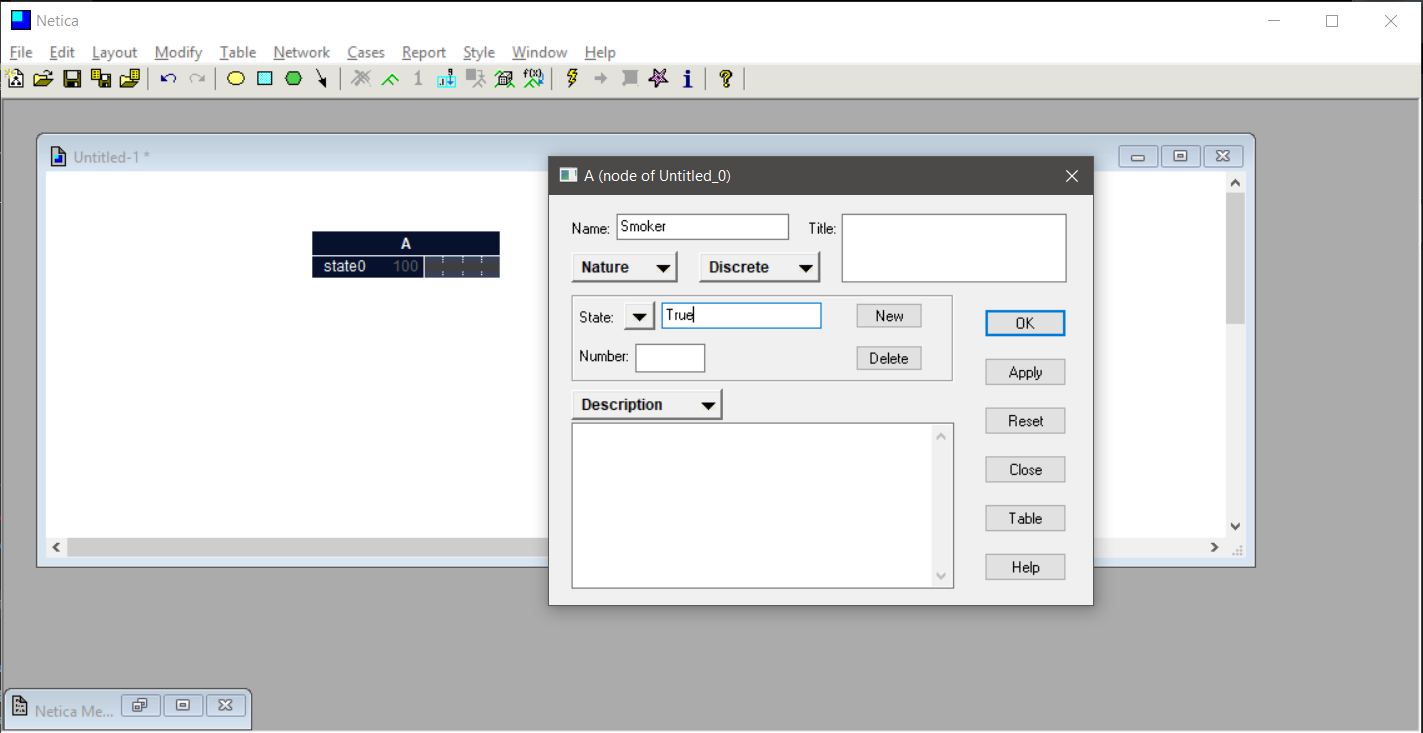 Netica
File Edit Layout Modify Table Network Cases Report Style Window Help
1 f(x)
Untitled-1 *
A
state0 100
A (node of Untitled_0)
Name: Smoker Title:
Nature Discrete
State: True New
Number: Delete
Description
OK
Apply
Reset
Close
Table
Help
Netica Me...